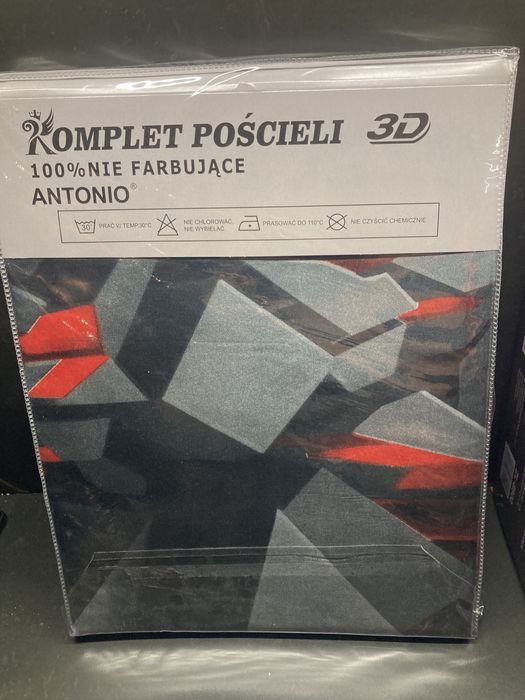 KOMPLET POŚCIELI 3D
100%NIE FARBUJĄCE
ANTONIO®
30° PRAĆ W TEMP.30°C NIE CHLOROWAĆ, PRASOWAĆ DO 110°C NIE CZYŚCIĆ CHEMICZNIE
NIE WYBIELAĆ